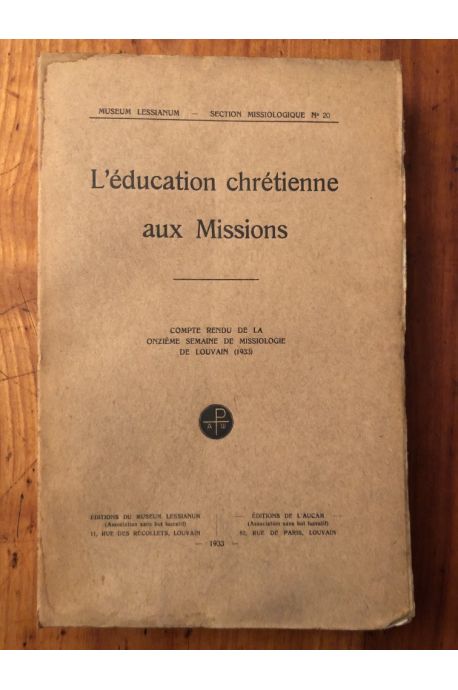 MUSEUM LESSIANUM — SECTION MISSIOLOGIQUE Nº 20
L'éducation chrétienne
aux Missions
COMPTE RENDU DE LA
ONZIÈME SEMAINE DE MISSIOLOGIE
DE LOUVAIN (1933)
P
A ω
ÉDITIONS DU MUSEUM LESSIANUM
(Association sans but lucratif)
11, RUE DES RÉCOLLETS, LOUVAIN
ÉDITIONS DE L'AUCAM
(Association sans but lucratif)
RUE DE PARIS, LOUVAIN
— 1933 —